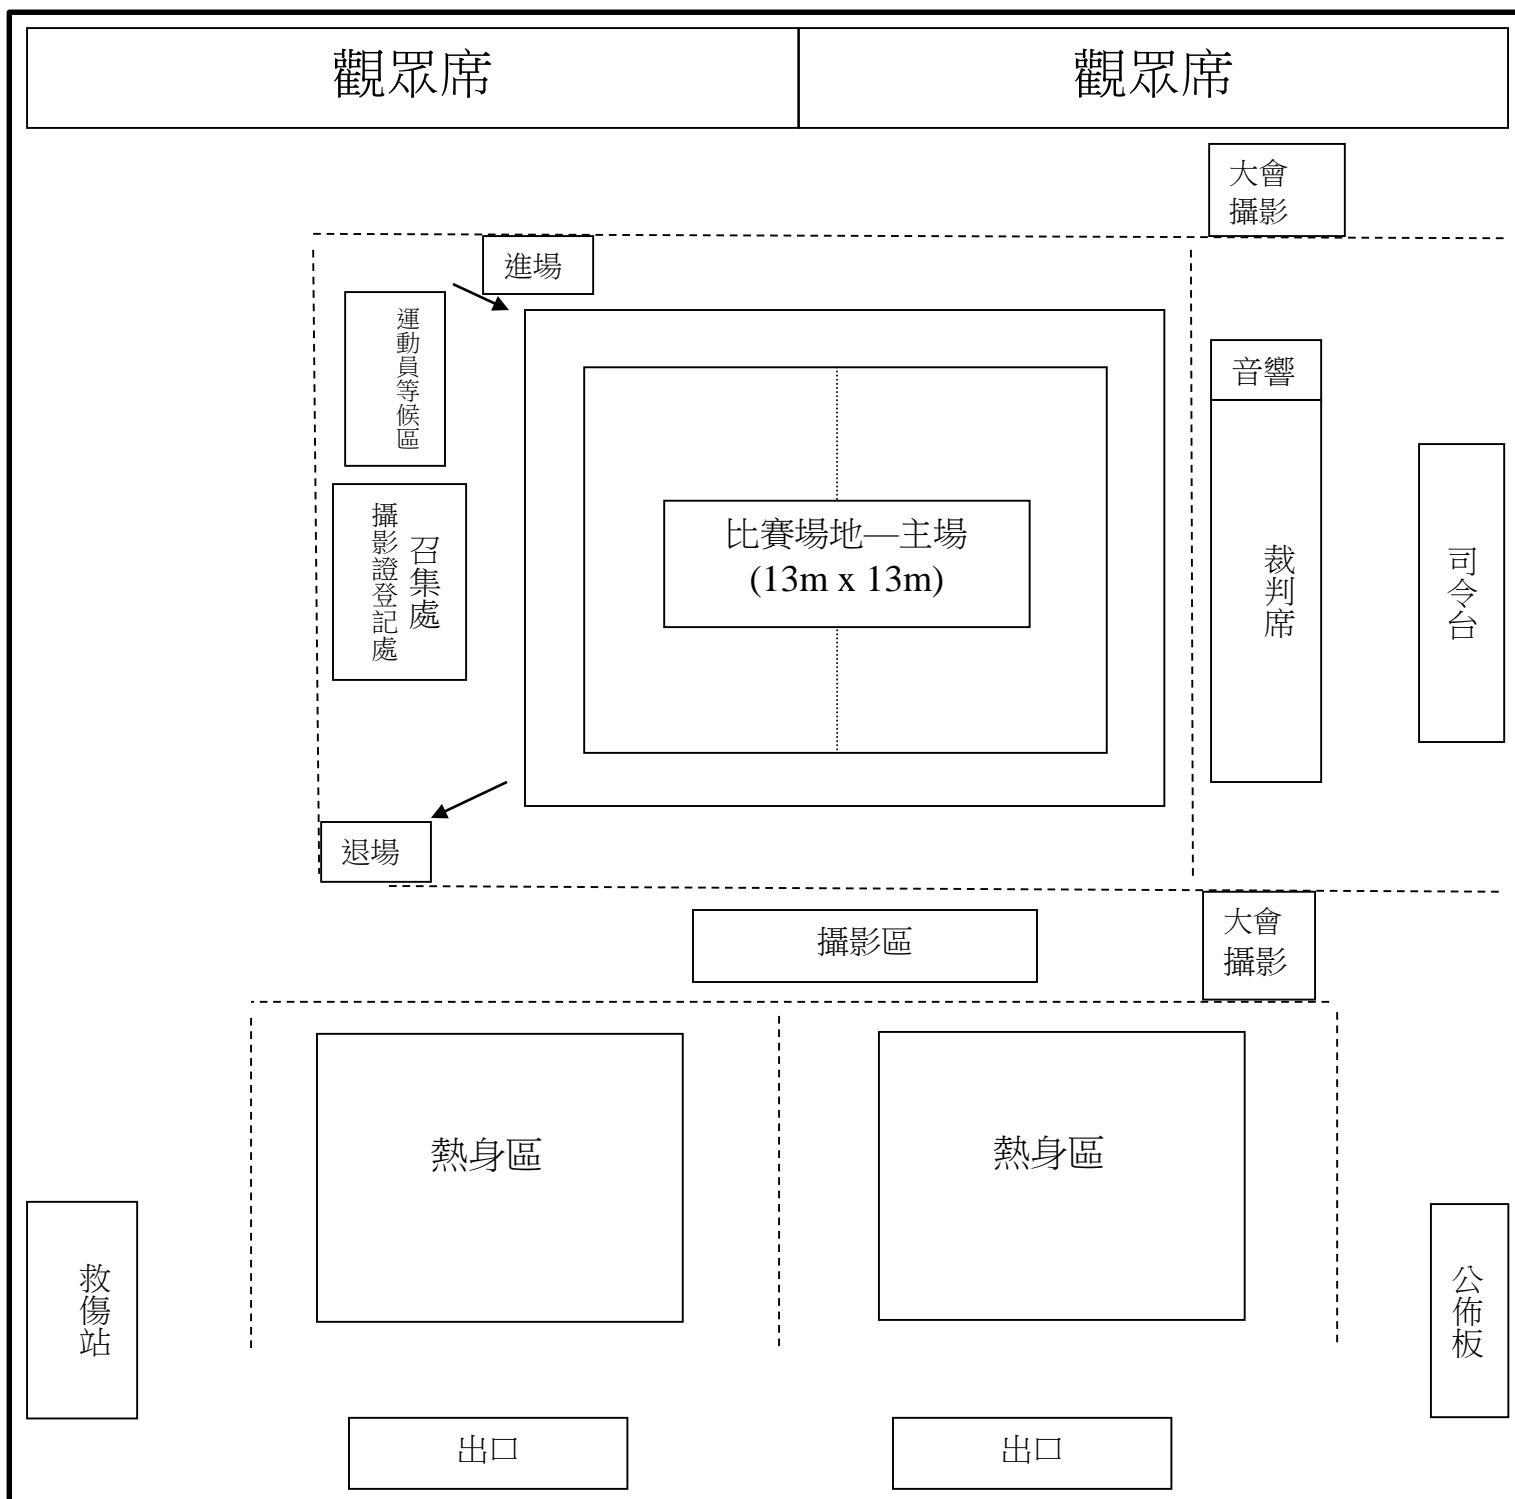 觀眾席
觀眾席
大會
攝影
進場
運動員等候區
音響
召集處
攝影證登記處
比賽場地—主場
(13m x 13m)
裁判席
司令台
退場
攝影區
大會
攝影
熱身區
熱身區
救傷站
公佈板
出口
出口